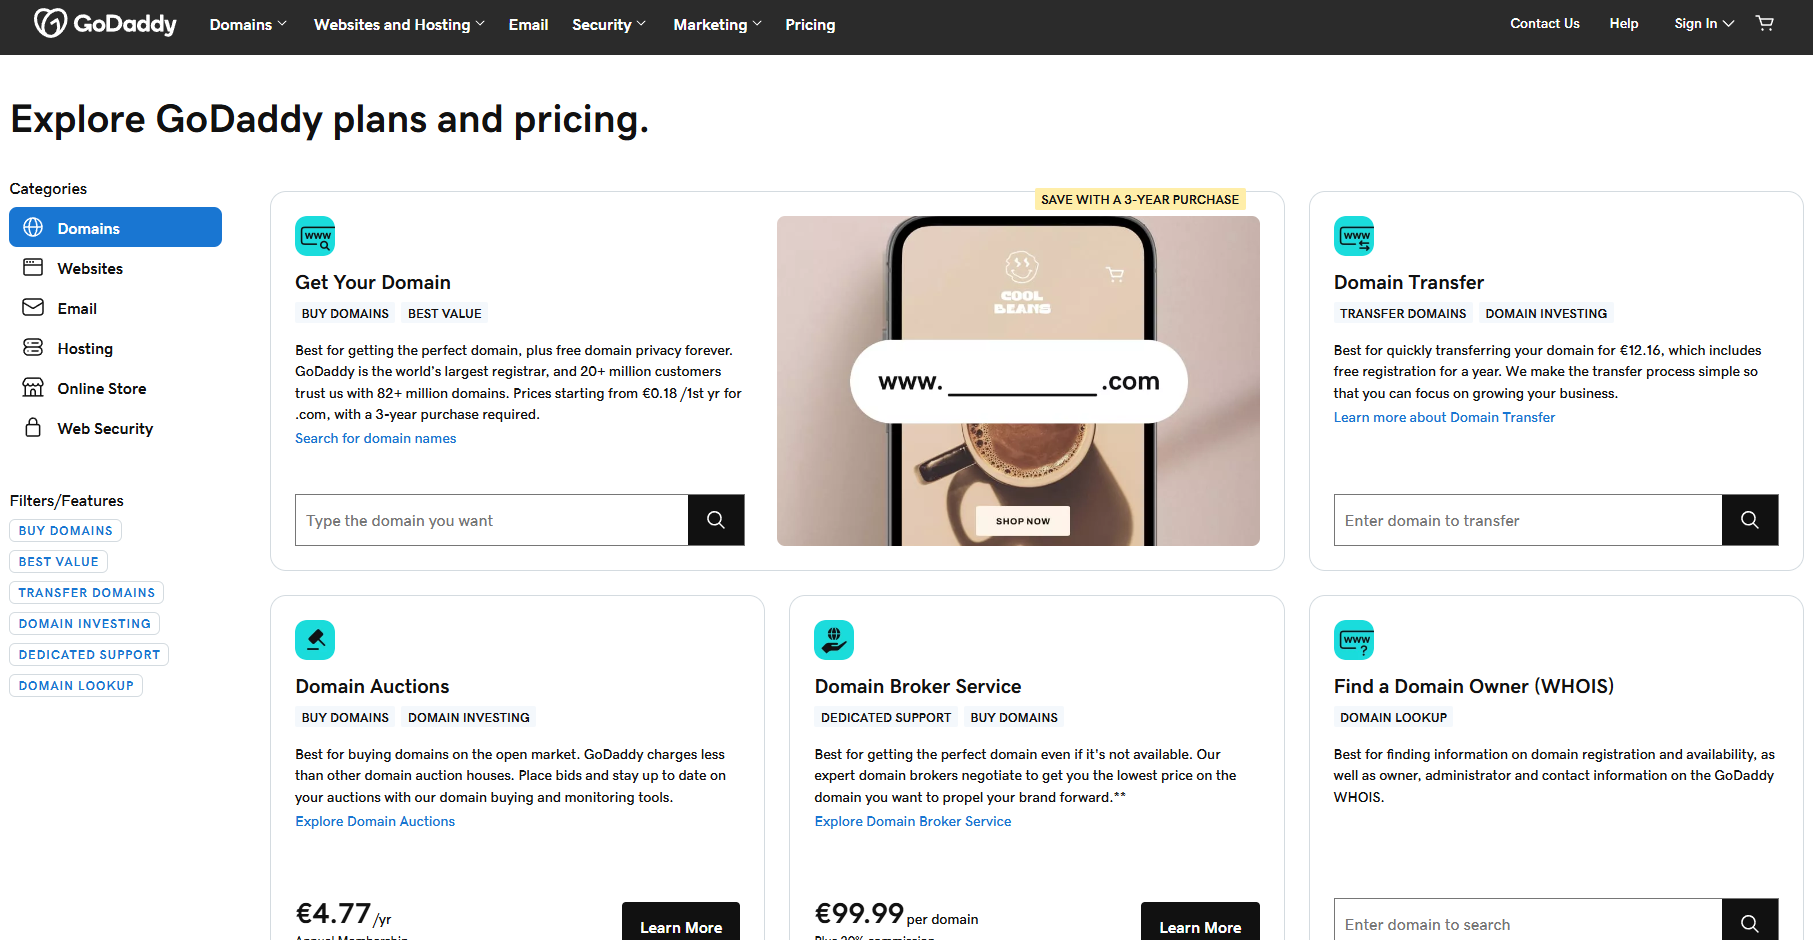 GoDaddy
Domains
Websites and Hosting
Email
Security
Marketing
Pricing
Contact Us
Help
Sign In
Explore GoDaddy plans and pricing.
Categories
Domains
Websites
Email
Hosting
Online Store
Web Security
Filters/Features
BUY DOMAINS
BEST VALUE
TRANSFER DOMAINS
DOMAIN INVESTING
DEDICATED SUPPORT
DOMAIN LOOKUP
SAVE WITH A 3-YEAR PURCHASE
www
Get Your Domain
BUY DOMAINS BEST VALUE
Best for getting the perfect domain, plus free domain privacy forever.
GoDaddy is the world's largest registrar, and 20+ million customers
trust us with 82+ million domains. Prices starting from €0.18 /1st yr for
.com, with a 3-year purchase required.
Search for domain names
Type the domain you want
COOL
BEANS
www. __________ .com
SHOP NOW
www
Domain Transfer
TRANSFER DOMAINS DOMAIN INVESTING
Best for quickly transferring your domain for €12.16, which includes
free registration for a year. We make the transfer process simple so
that you can focus on growing your business.
Learn more about Domain Transfer
Enter domain to transfer
Domain Auctions
BUY DOMAINS DOMAIN INVESTING
Best for buying domains on the open market. GoDaddy charges less
than other domain auction houses. Place bids and stay up to date on
your auctions with our domain buying and monitoring tools.
Explore Domain Auctions
€4.77 /yr
Annual Membership
Learn More
Domain Broker Service
DEDICATED SUPPORT BUY DOMAINS
Best for getting the perfect domain even if it's not available. Our
expert domain brokers negotiate to get you the lowest price on the
domain you want to propel your brand forward.**
Explore Domain Broker Service
€99.99 per domain
Plus 20% commission
Learn More
www
?
Find a Domain Owner (WHOIS)
DOMAIN LOOKUP
Best for finding information on domain registration and availability, as
well as owner, administrator and contact information on the GoDaddy
WHOIS.
Enter domain to search